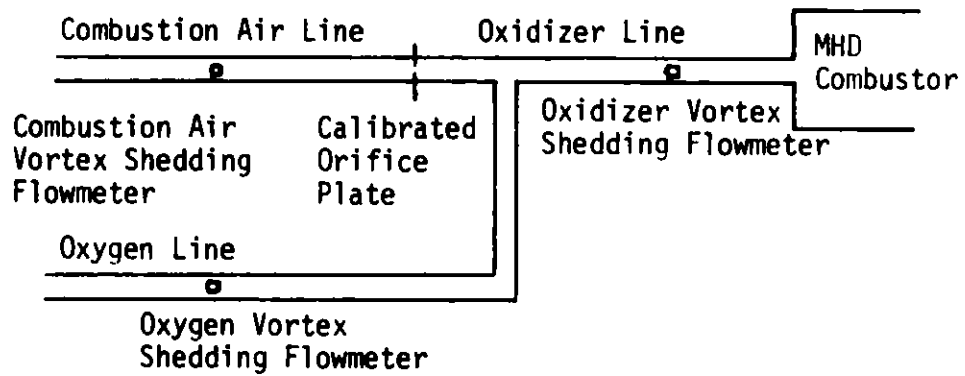 Combustion Air Line
Oxidizer Line
MHD
Combustor
Combustion Air
Vortex Shedding
Flowmeter
Calibrated
Orifice
Plate
Oxidizer Vortex
Shedding Flowmeter
Oxygen Line
Oxygen Vortex
Shedding Flowmeter